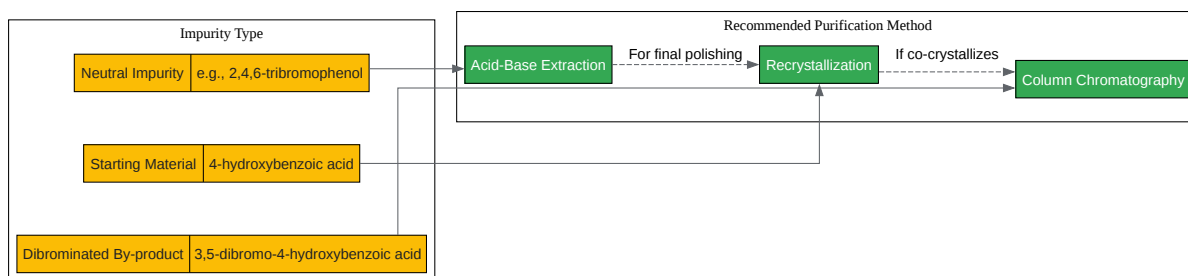 Impurity Type
Neutral Impurity
e.g., 2,4,6-tribromophenol
Starting Material
4-hydroxybenzoic acid
Dibrominated By-product
3,5-dibromo-4-hydroxybenzoic acid
Recommended Purification Method
Acid-Base Extraction
For final polishing
Recrystallization
If co-crystallizes
Column Chromatography